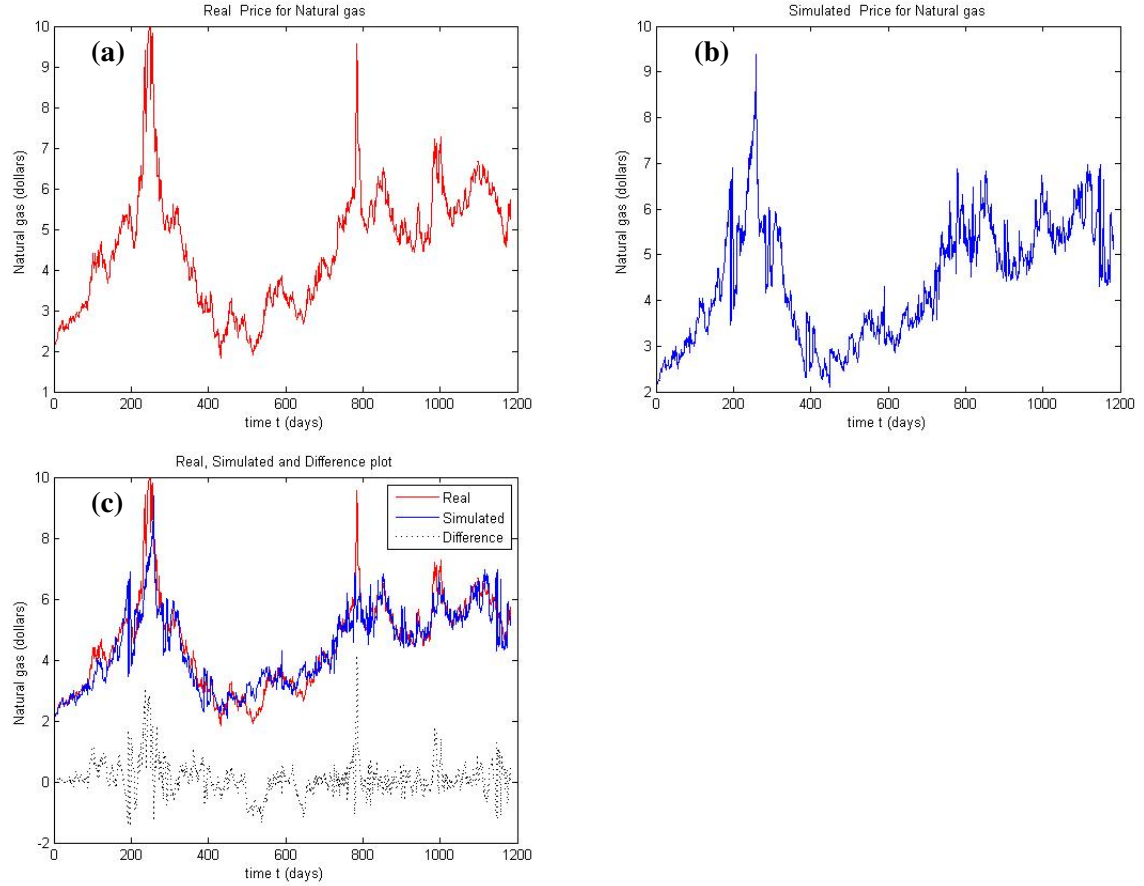 Real Price for Natural gas
(a)
Natural gas (dollars)
10
9
8
7
6
5
4
3
2
1
0 200 400 600 800 1000 1200
time t (days)
Simulated Price for Natural gas
(b)
Natural gas (dollars)
10
9
8
7
6
5
4
3
2
0 200 400 600 800 1000 1200
time t (days)
Real, Simulated and Difference plot
(c)
Real
Simulated
Difference
Natural gas (dollars)
10
8
6
4
2
0
-2
0 200 400 600 800 1000 1200
time t (days)